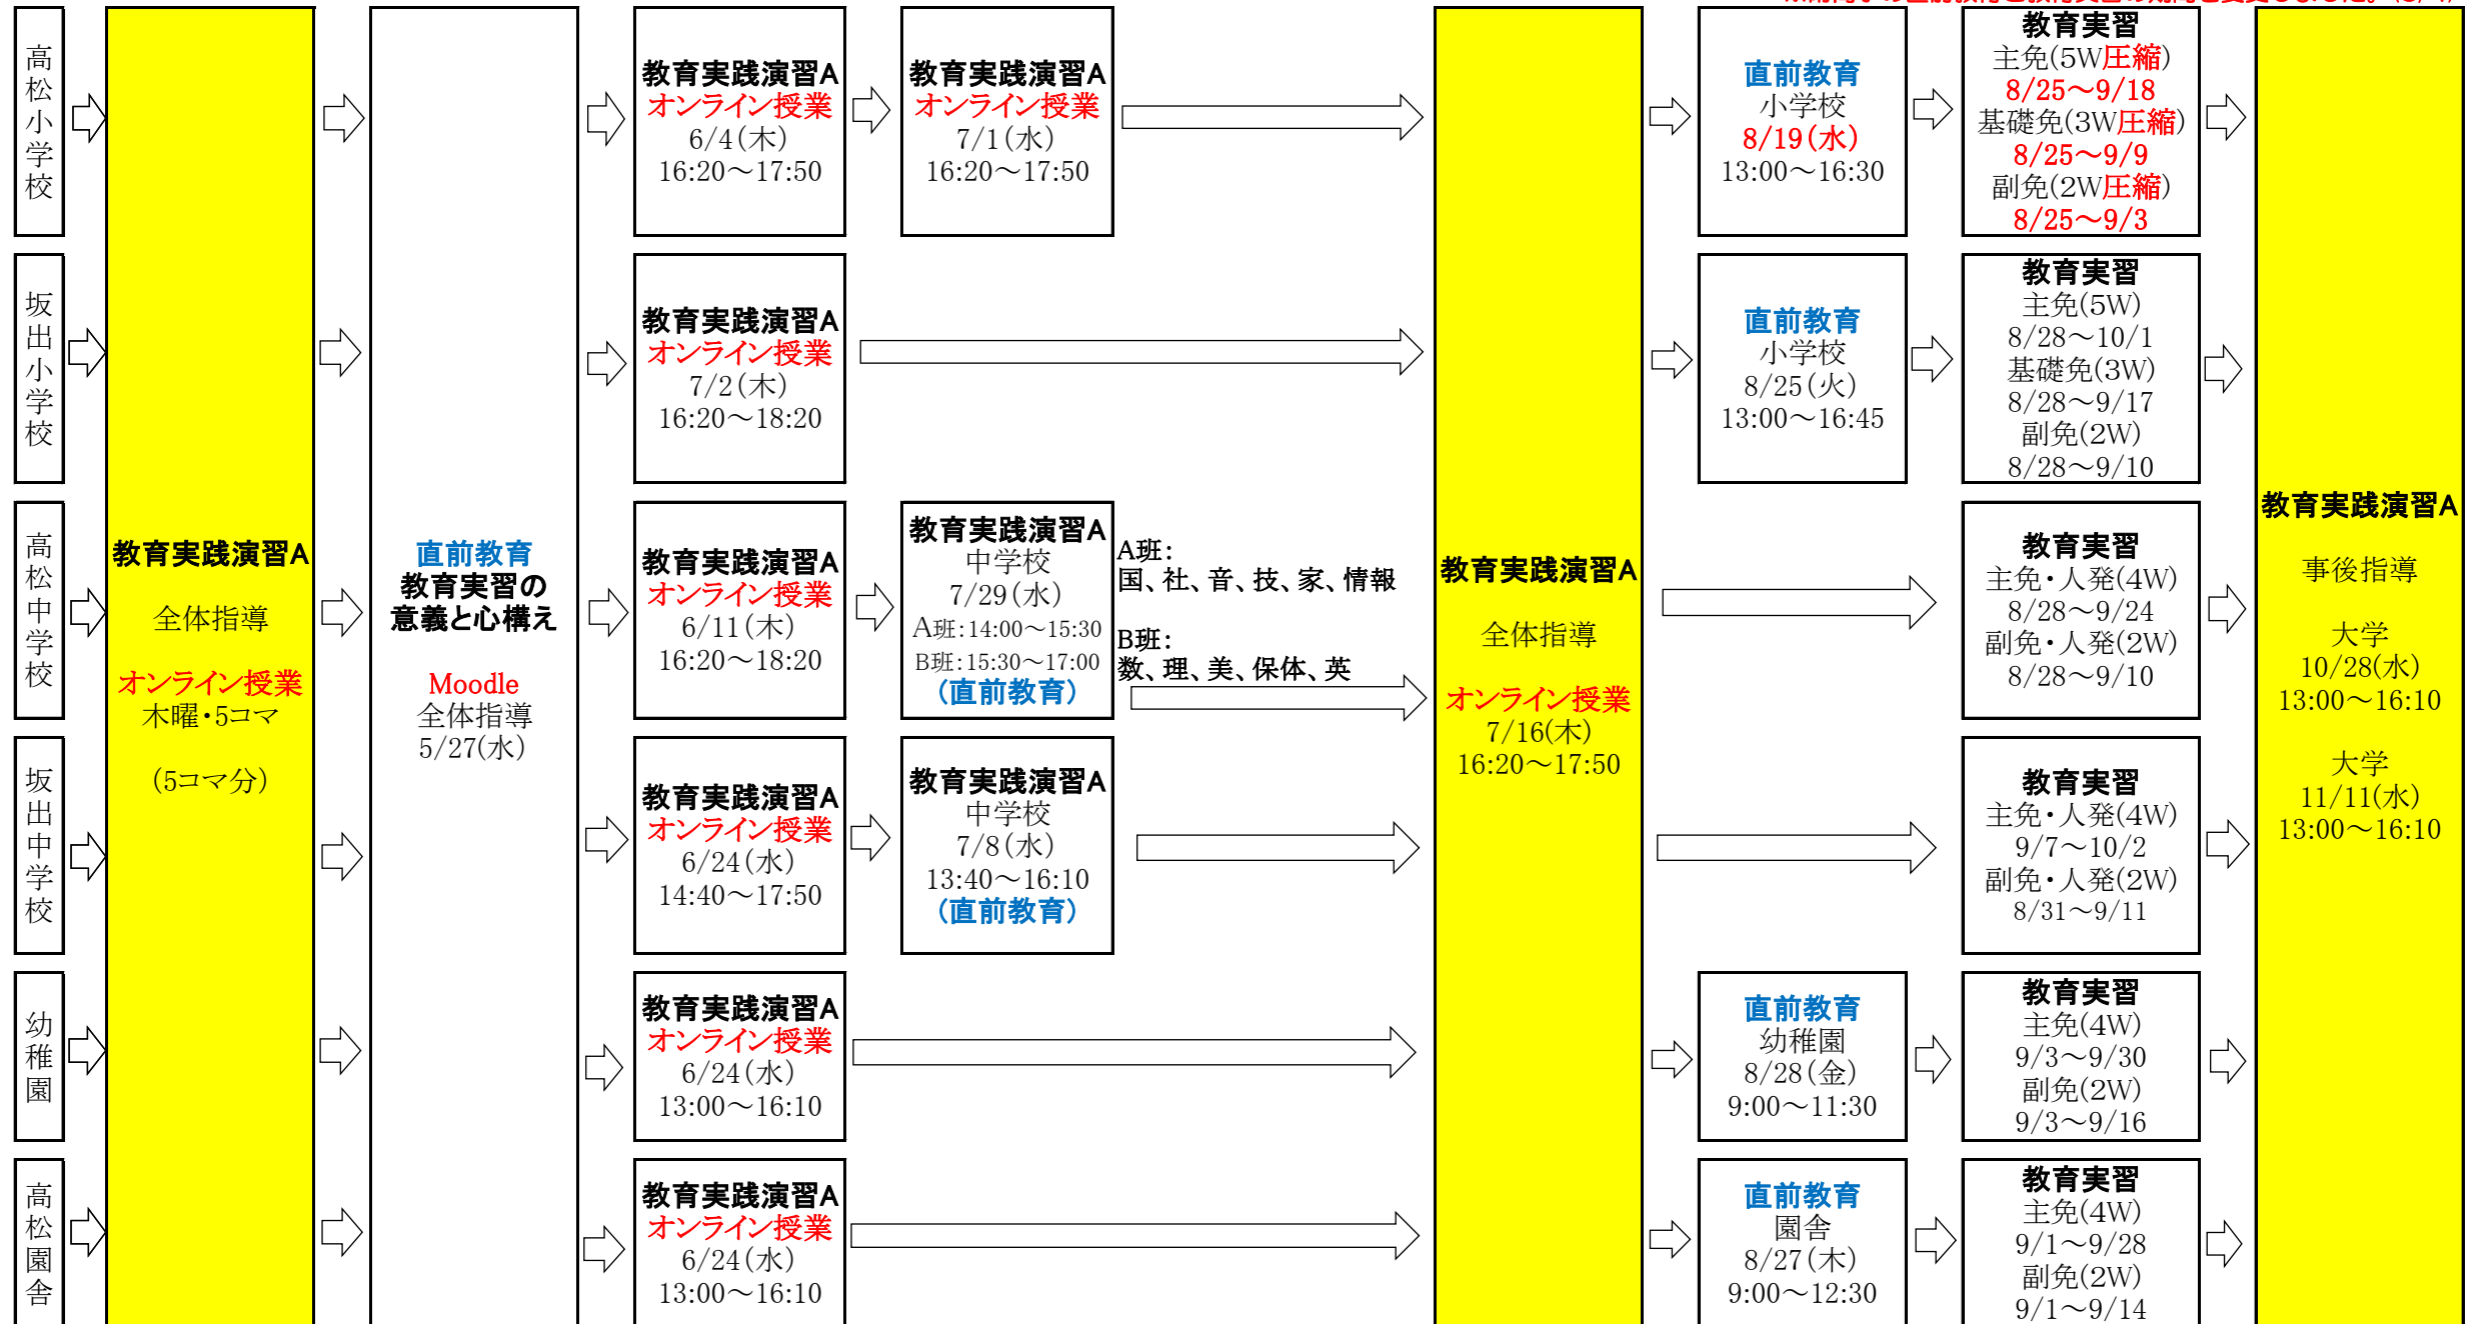 高松小学校
教育実践演習A
オンライン授業
6/4(木)
16:20～17:50
教育実践演習A
オンライン授業
7/1(水)
16:20～17:50
直前教育
小学校
8/19(水)
13:00～16:30
教育実習
主免(5W圧縮)
8/25～9/18
基礎免(3W圧縮)
8/25～9/9
副免(2W圧縮)
8/25～9/3
坂出小学校
教育実践演習A
オンライン授業
7/2(木)
16:20～18:20
直前教育
小学校
8/25(火)
13:00～16:45
教育実習
主免(5W)
8/28～10/1
基礎免(3W)
8/28～9/17
副免(2W)
8/28～9/10
高松中学校
教育実践演習A
全体指導
オンライン授業
木曜・5コマ
(5コマ分)
直前教育
教育実習の
意義と心構え
Moodle
全体指導
5/27(水)
教育実践演習A
オンライン授業
6/11(木)
16:20～18:20
教育実践演習A
中学校
7/29(水)
A班:14:00～15:30
B班:15:30～17:00
(直前教育)
A班:
国、社、音、技、家、情報
B班:
数、理、美、保体、英
教育実践演習A
全体指導
オンライン授業
7/16(木)
16:20～17:50
教育実習
主免・人発(4W)
8/28～9/24
副免・人発(2W)
8/28～9/10
教育実践演習A
事後指導
大学
10/28(水)
13:00～16:10
大学
11/11(水)
13:00～16:10
坂出中学校
教育実践演習A
オンライン授業
6/24(水)
14:40～17:50
教育実践演習A
中学校
7/8(水)
13:40～16:10
(直前教育)
教育実習
主免・人発(4W)
9/7～10/2
副免・人発(2W)
8/31～9/11
幼稚園
教育実践演習A
オンライン授業
6/24(水)
13:00～16:10
直前教育
幼稚園
8/28(金)
9:00～11:30
教育実習
主免(4W)
9/3～9/30
副免(2W)
9/3～9/16
高松園舎
教育実践演習A
オンライン授業
6/24(水)
13:00～16:10
直前教育
園舎
8/27(木)
9:00～12:30
教育実習
主免(4W)
9/1～9/28
副免(2W)
9/1～9/14